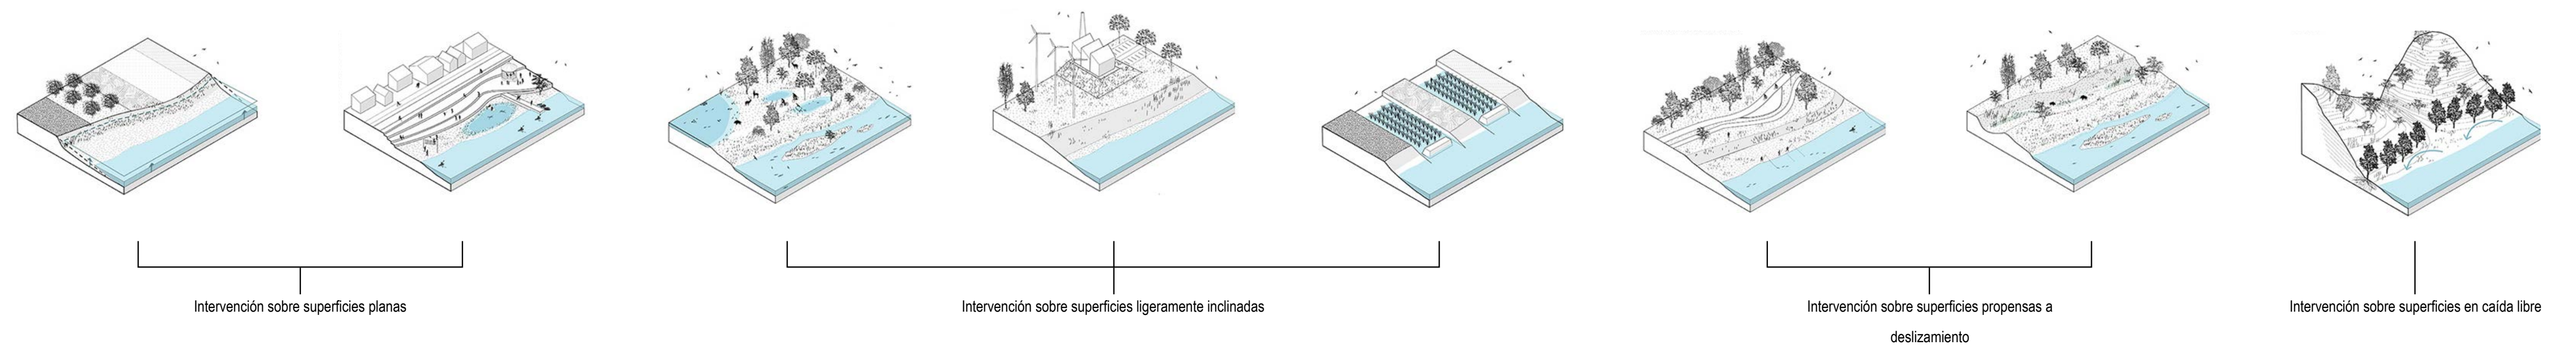 Intervención sobre superficies planas
Intervención sobre superficies ligeramente inclinadas
Intervención sobre superficies propensas a
deslizamiento
Intervención sobre superficies en caída libre